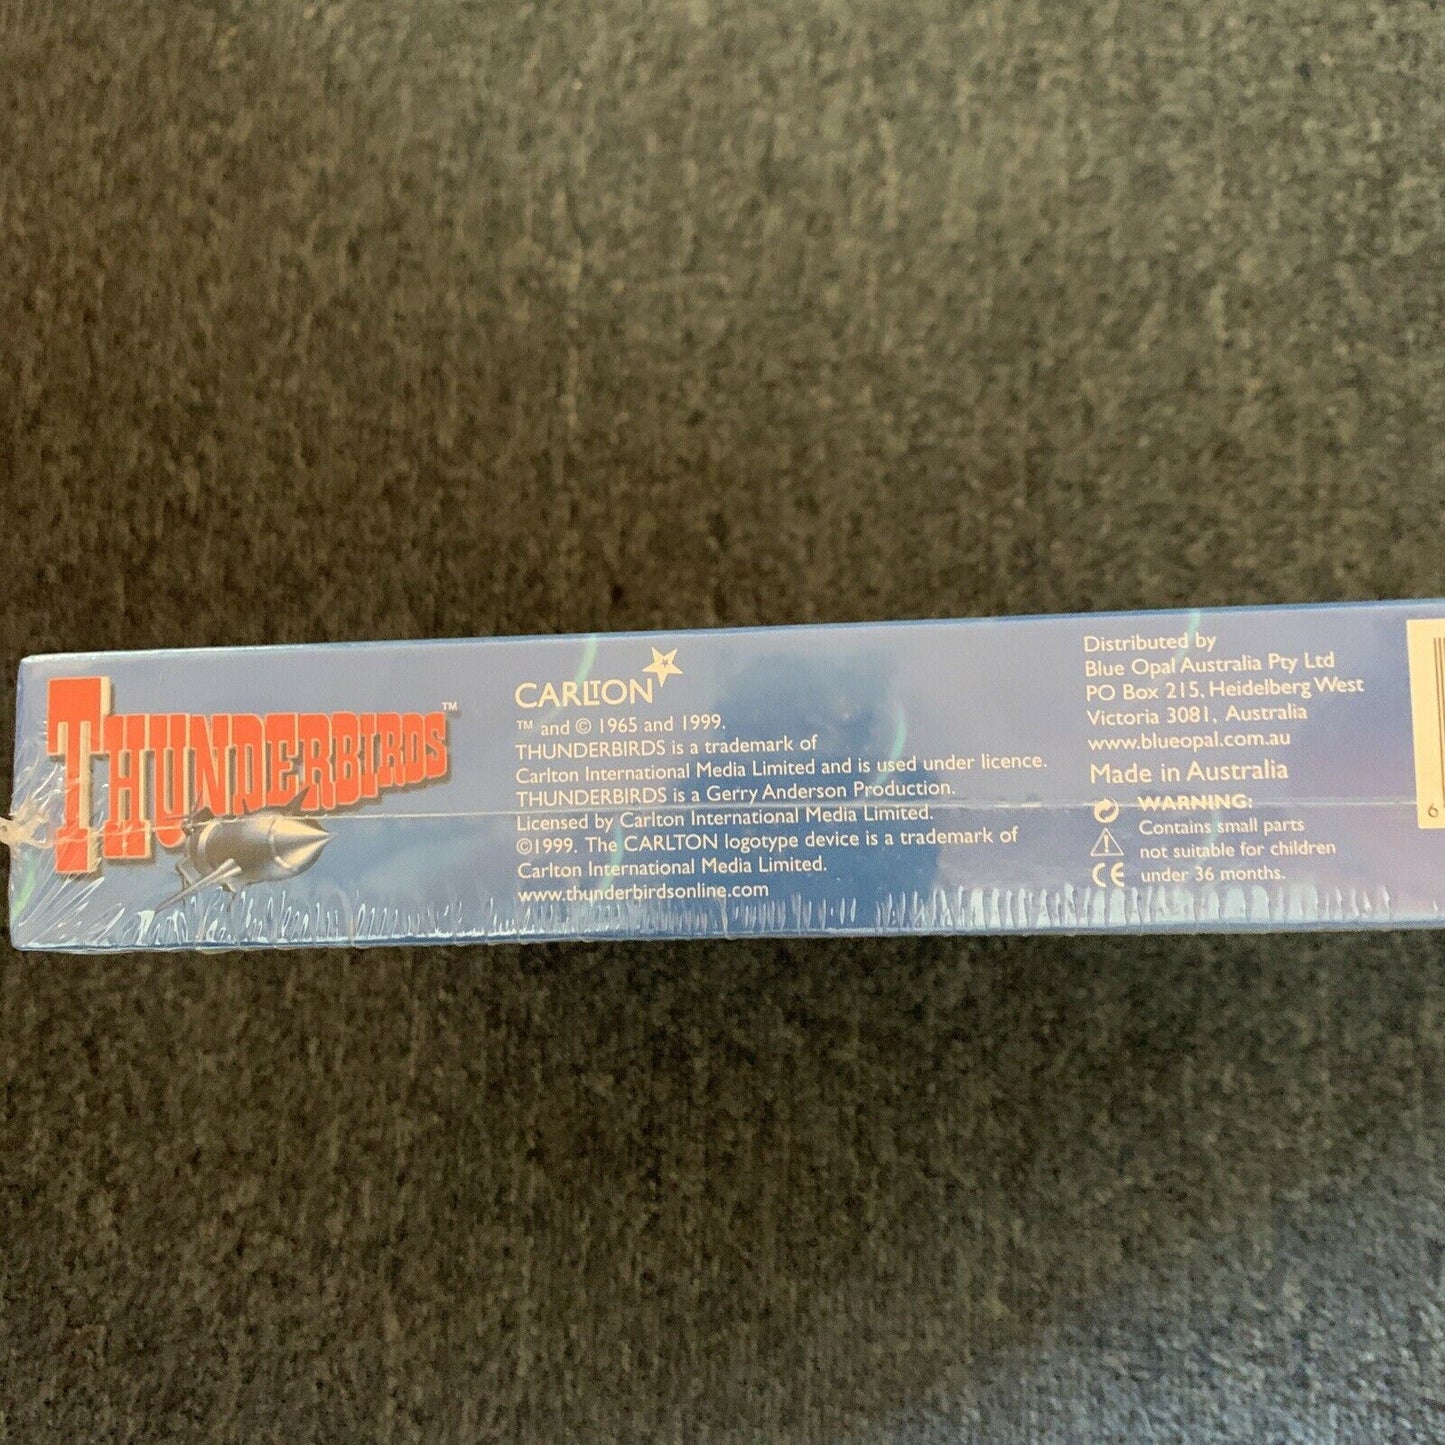 THUNDERBIRDS™
CARLTON
™ and © 1965 and 1999.
THUNDERBIRDS is a trademark of
Carlton International Media Limited and is used under licence.
THUNDERBIRDS is a Gerry Anderson Production.
Licensed by Carlton International Media Limited.
©1999. The CARLTON logotype device is a trademark of
Carlton International Media Limited.
www.thunderbirdsonline.com
Distributed by
Blue Opal Australia Pty Ltd
PO Box 215, Heidelberg West
Victoria 3081, Australia
www.blueopal.com.au
Made in Australia
WARNING:
Contains small parts
not suitable for children
under 36 months.
CE
6